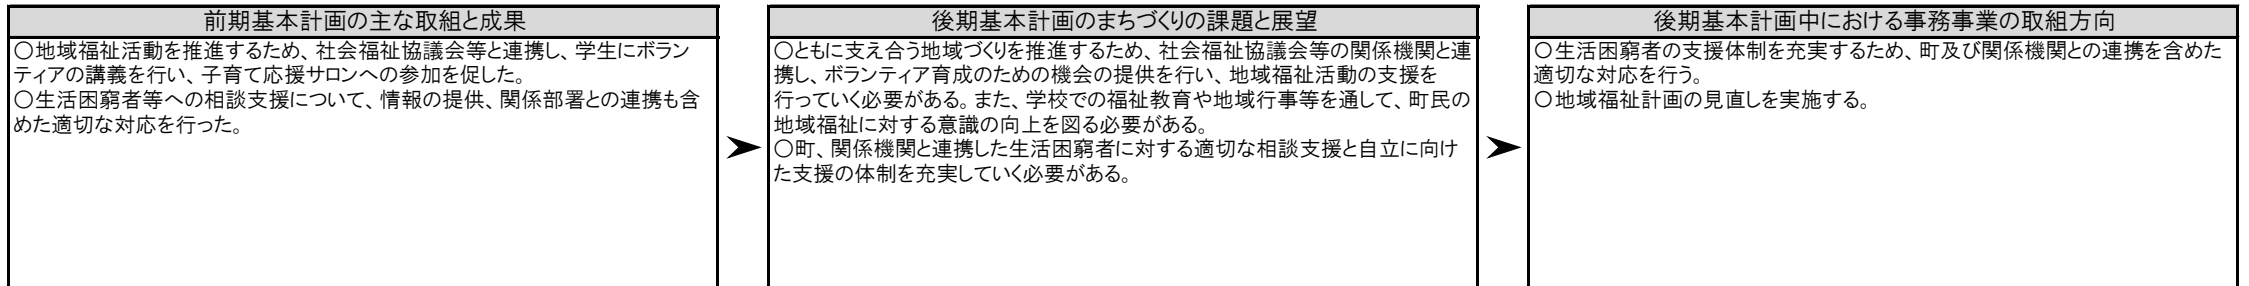 前期基本計画の主な取組と成果
〇地域福祉活動を推進するため、社会福祉協議会等と連携し、学生にボラン
ティアの講義を行い、子育て応援サロンへの参加を促した。
〇生活困窮者等への相談支援について、情報の提供、関係部署との連携も含
めた適切な対応を行った。
後期基本計画のまちづくりの課題と展望
〇ともに支え合う地域づくりを推進するため、社会福祉協議会等の関係機関と連
携し、ボランティア育成のための機会の提供を行い、地域福祉活動の支援を
行っていく必要がある。また、学校での福祉教育や地域行事等を通して、町民の
地域福祉に対する意識の向上を図る必要がある。
〇町、関係機関と連携した生活困窮者に対する適切な相談支援と自立に向け
た支援の体制を充実していく必要がある。
後期基本計画中における事務事業の取組方向
〇生活困窮者の支援体制を充実するため、町及び関係機関との連携を含めた
適切な対応を行う。
〇地域福祉計画の見直しを実施する。